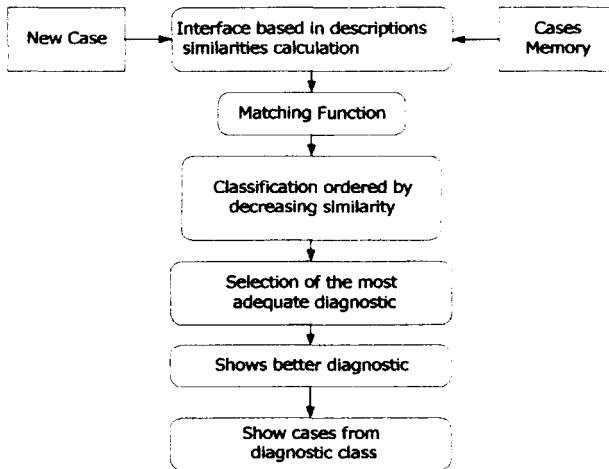 New Case
Interface based in descriptions
similarities calculation
Cases
Memory
Matching Function
Classification ordered by
decreasing similarity
Selection of the most
adequate diagnostic
Shows better diagnostic
Show cases from
diagnostic class